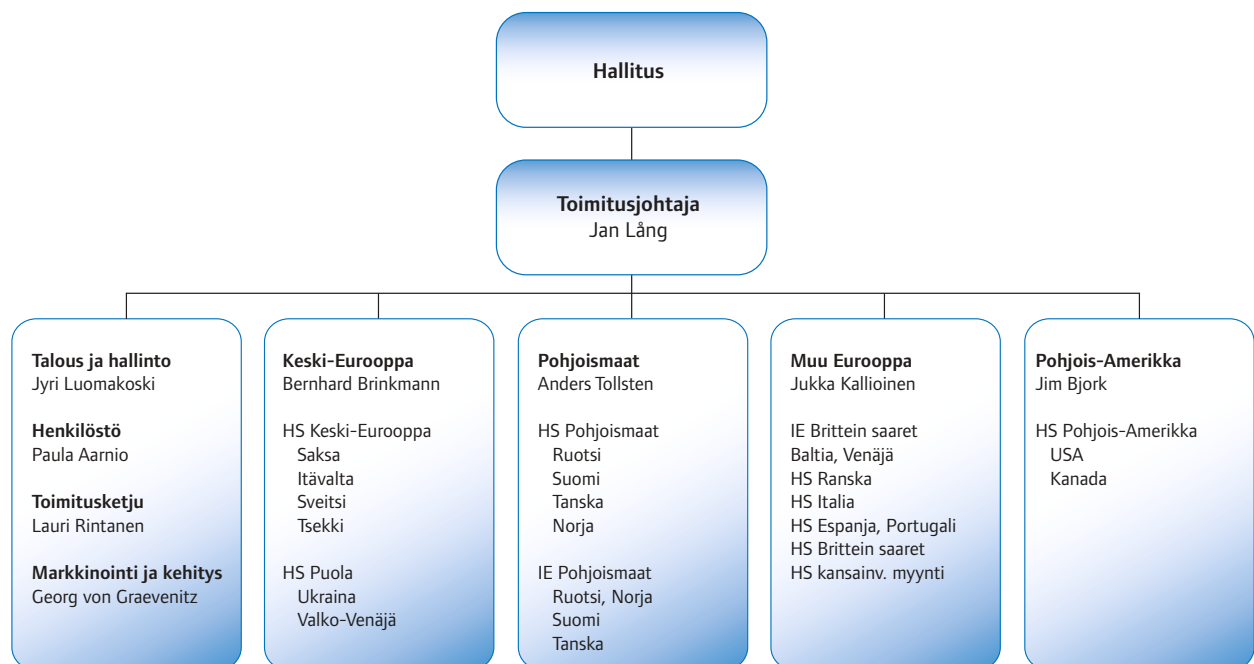 Hallitus
Toimitusjohtaja
Jan Lång
Talous ja hallinto
Jyri Luomakoski
Henkilöstö
Paula Aarnio
Toimitusketju
Lauri Rintanen
Markkinointi ja kehitys
Georg von Graevenitz
Keski-Eurooppa
Bernhard Brinkmann
HS Keski-Eurooppa
Saksa
Itävalta
Sveitsi
Tsekki
HS Puola
Ukraina
Valko-Venäjä
Pohjoismaat
Anders Tollsten
HS Pohjoismaat
Ruotsi
Suomi
Tanska
Norja
IE Pohjoismaat
Ruotsi, Norja
Suomi
Tanska
Muu Eurooppa
Jukka Kallioinen
IE Brittein saaret
Baltia, Venäjä
HS Ranska
HS Italia
HS Espanja, Portugali
HS Brittein saaret
HS kansainv. myynti
Pohjois-Amerikka
Jim Bjork
HS Pohjois-Amerikka
USA
Kanada